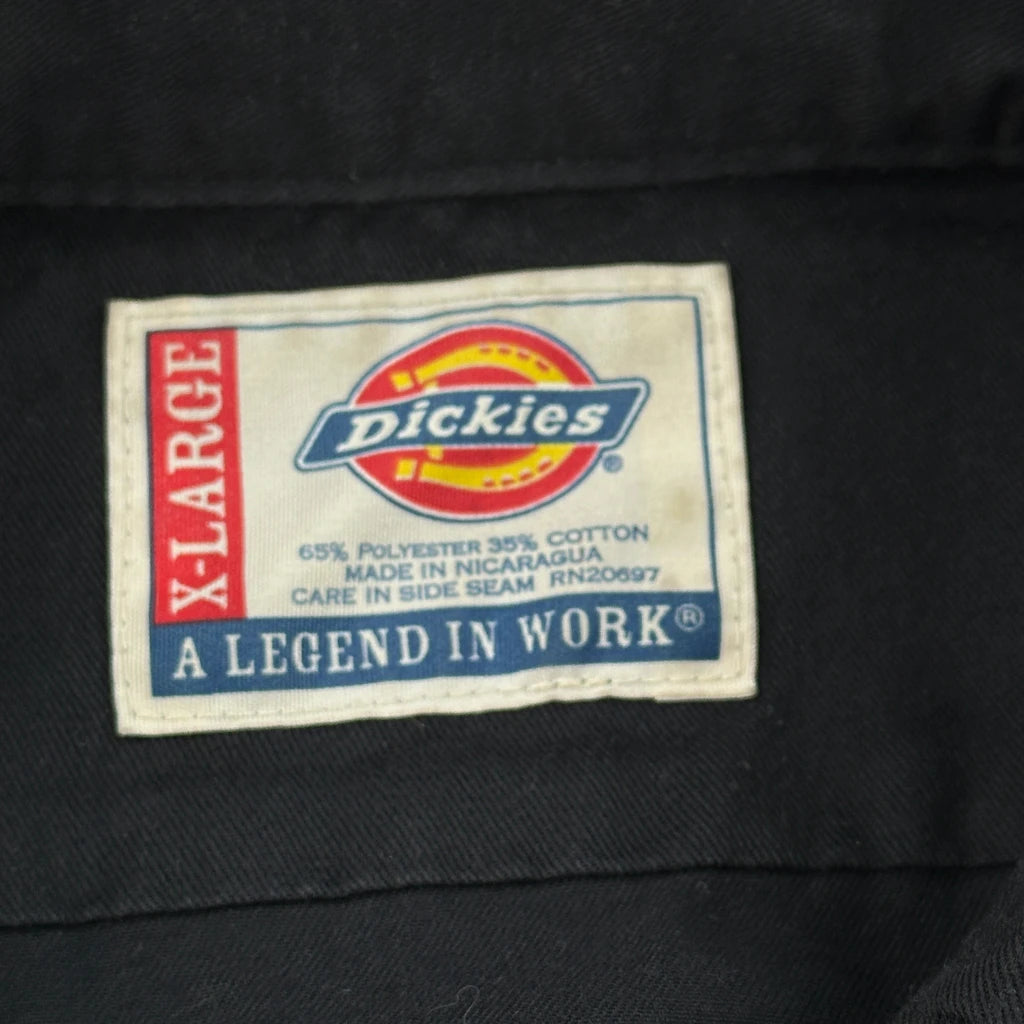 X-LARGE
Dickies®
65% POLYESTER 35% COTTON
MADE IN NICARAGUA
CARE IN SIDE SEAM RN20697
A LEGEND IN WORK®